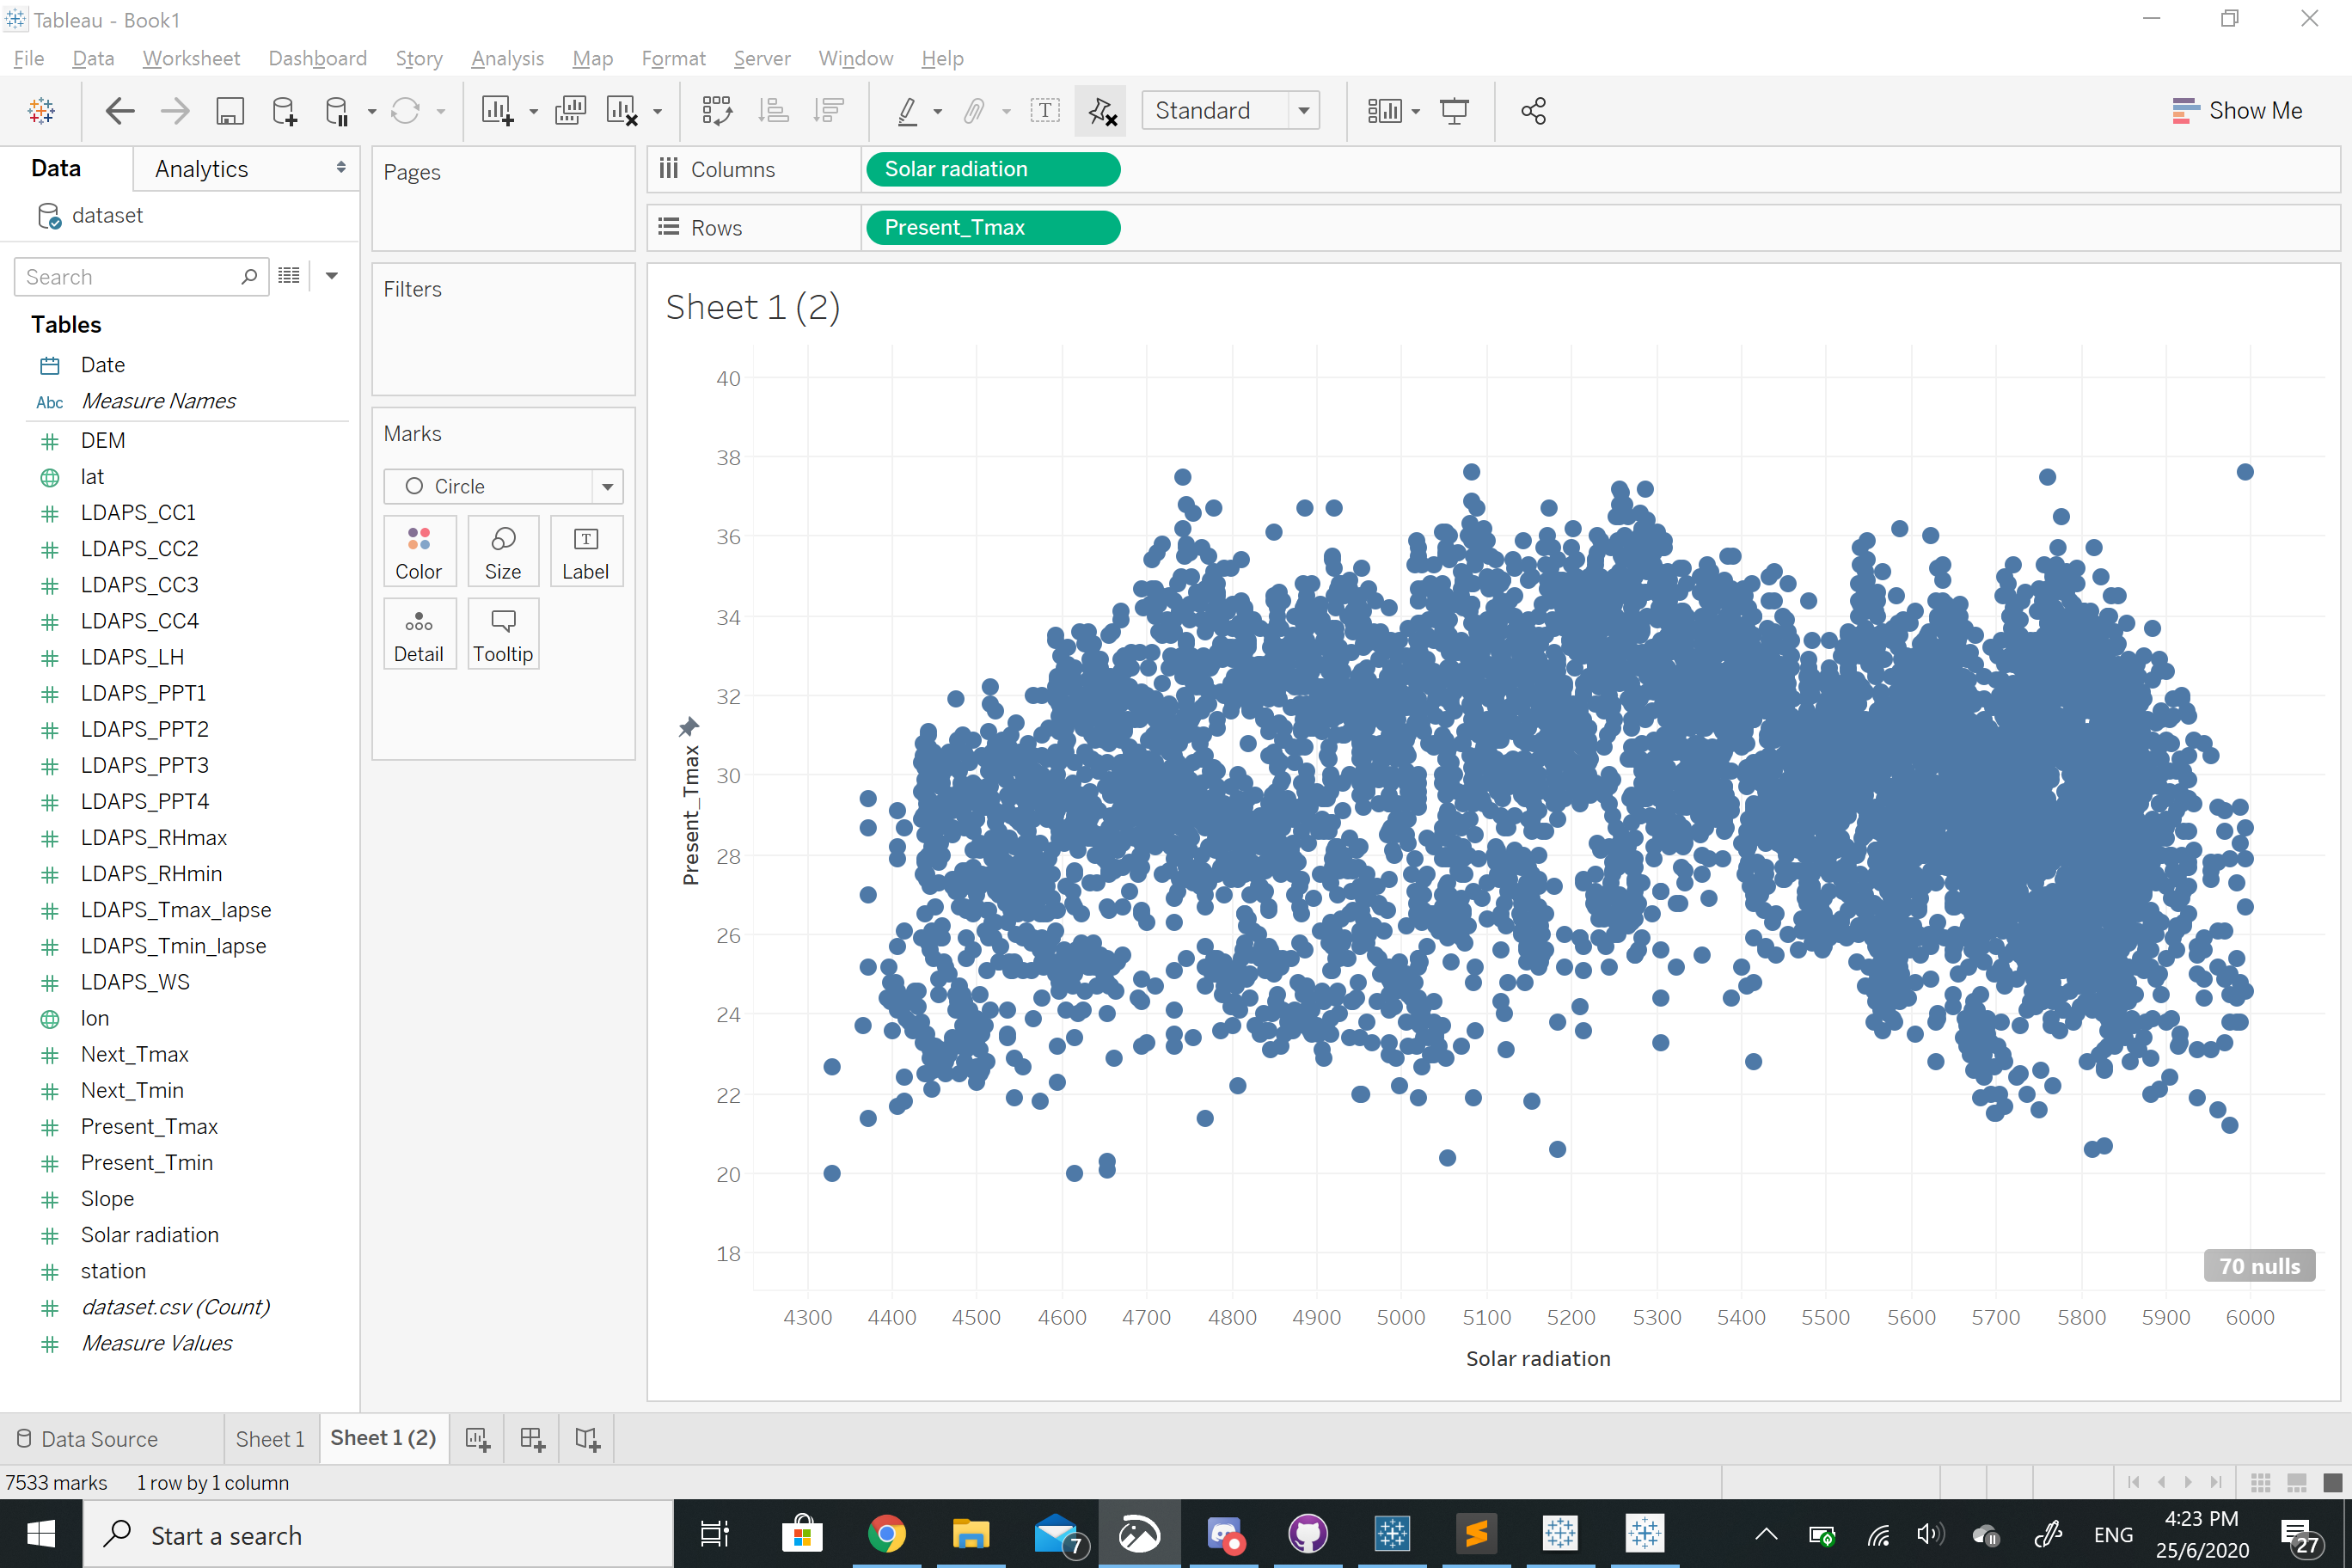 Tableau - Book1
File Data Worksheet Dashboard Story Analysis Map Format Server Window Help
Standard
Show Me
Data Analytics
dataset
Search
Tables
Date
Abc Measure Names
DEM
lat
LDAPS_CC1
LDAPS_CC2
LDAPS_CC3
LDAPS_CC4
LDAPS_LH
LDAPS_PPT1
LDAPS_PPT2
LDAPS_PPT3
LDAPS_PPT4
LDAPS_RHmax
LDAPS_RHmin
LDAPS_Tmax_lapse
LDAPS_Tmin_lapse
LDAPS_WS
lon
Next_Tmax
Next_Tmin
Present_Tmax
Present_Tmin
Slope
Solar radiation
station
dataset.csv (Count)
Measure Values
Pages
Filters
Marks
Circle
Color Size Label
Detail Tooltip
Columns Solar radiation
Rows Present_Tmax
Sheet 1 (2)
40
38
36
34
32
30
28
26
24
22
20
18
Present_Tmax
70 nulls
4300 4400 4500 4600 4700 4800 4900 5000 5100 5200 5300 5400 5500 5600 5700 5800 5900 6000
Solar radiation
Data Source Sheet 1 Sheet 1 (2)
7533 marks 1 row by 1 column
Start a search
7
ENG
4:23 PM
25/6/2020
27